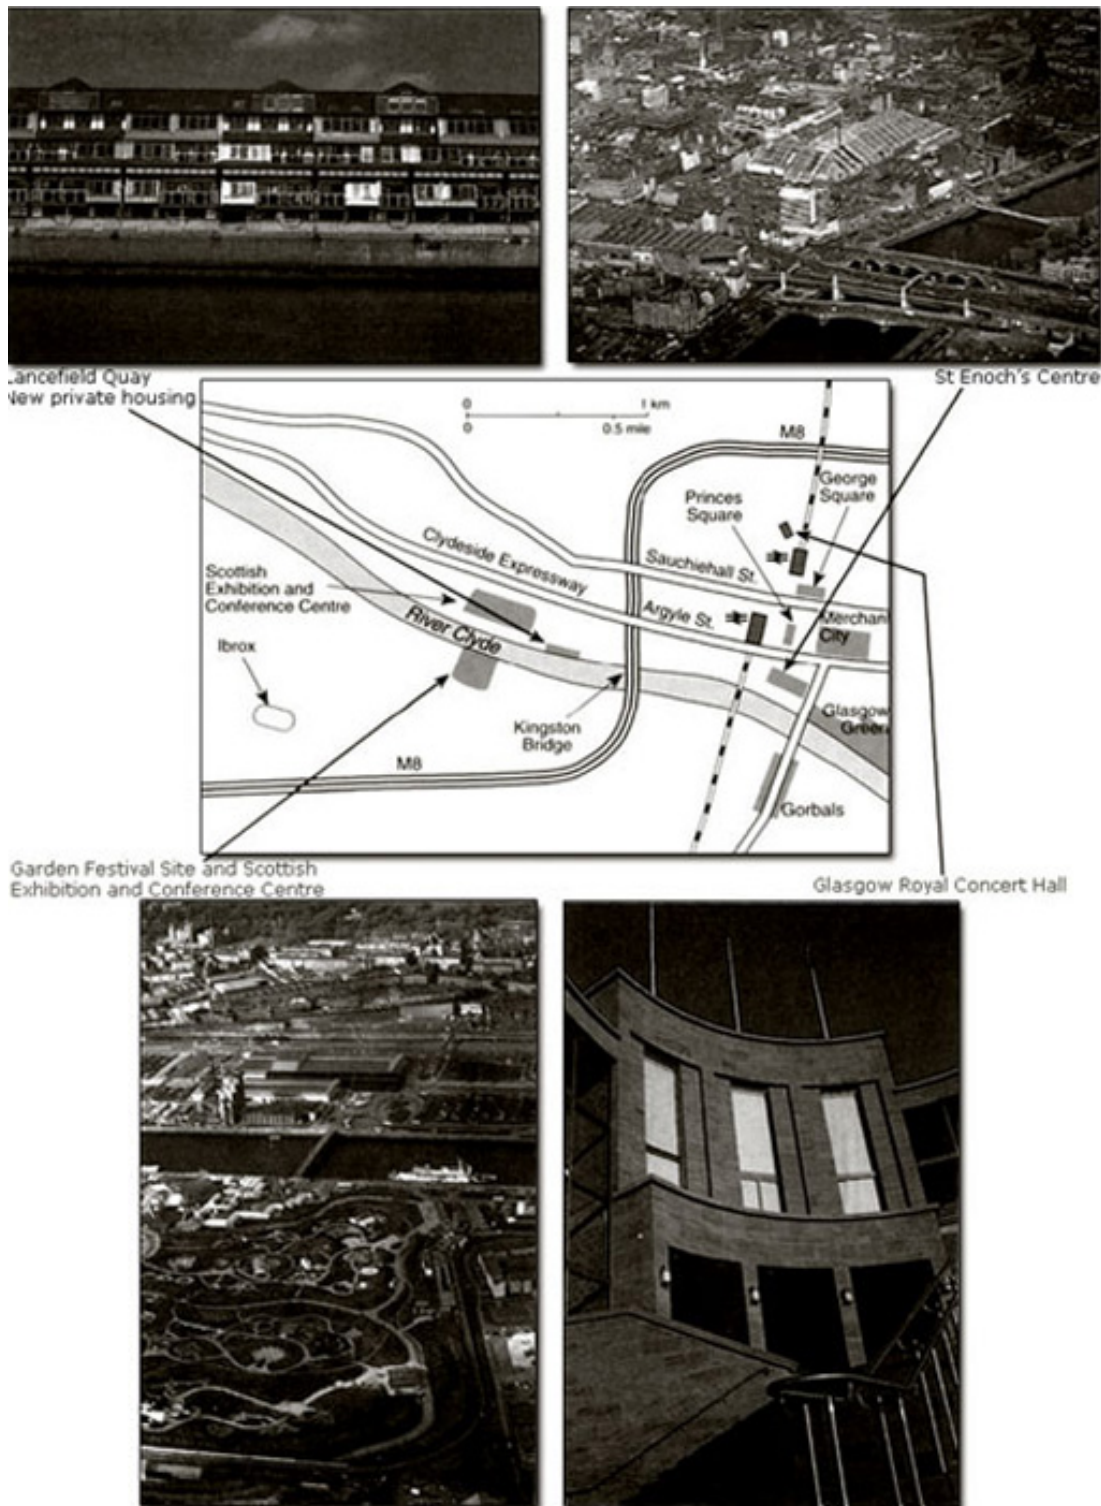 Lancefield Quay
New private housing
St Enoch's Centre
0 1 km
0 0.5 mile
M8
George
Square
Princes
Square
Clydeside Expressway
Sauchiehall St.
Scottish
Exhibition and
Conference Centre
Argyle St.
Merchan
City
River Clyde
Ibrox
Kingston
Bridge
Glasgow
Green
M8
Gorbals
Garden Festival Site and Scottish
Exhibition and Conference Centre
Glasgow Royal Concert Hall